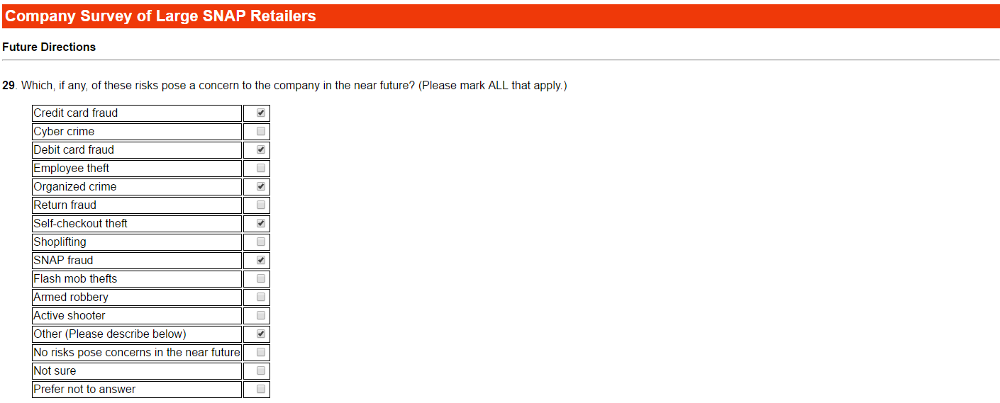 Company Survey of Large SNAP Retailers
Future Directions
29. Which, if any, of these risks pose a concern to the company in the near future? (Please mark ALL that apply.)
Credit card fraud
Cyber crime
Debit card fraud
Employee theft
Organized crime
Return fraud
Self-checkout theft
Shoplifting
SNAP fraud
Flash mob thefts
Armed robbery
Active shooter
Other (Please describe below)
No risks pose concerns in the near future
Not sure
Prefer not to answer